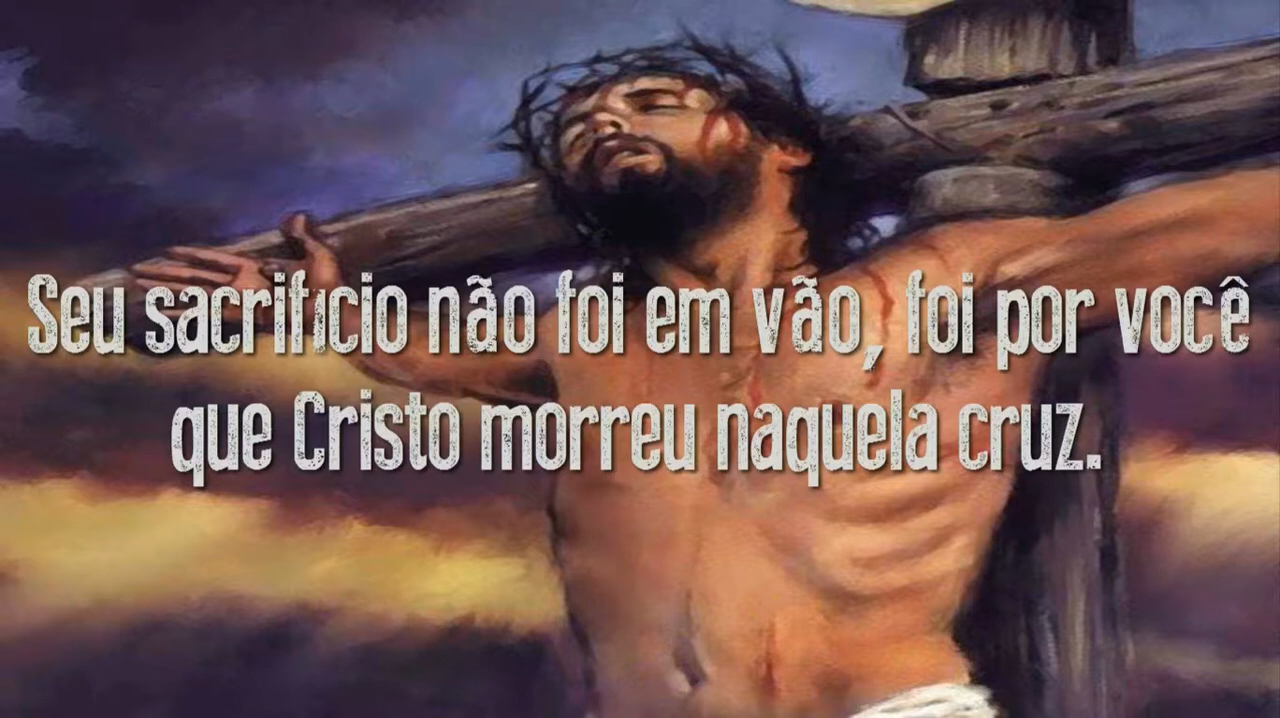 Seu sacrifício não foi em vão, foi por você
que Cristo morreu naquela cruz.